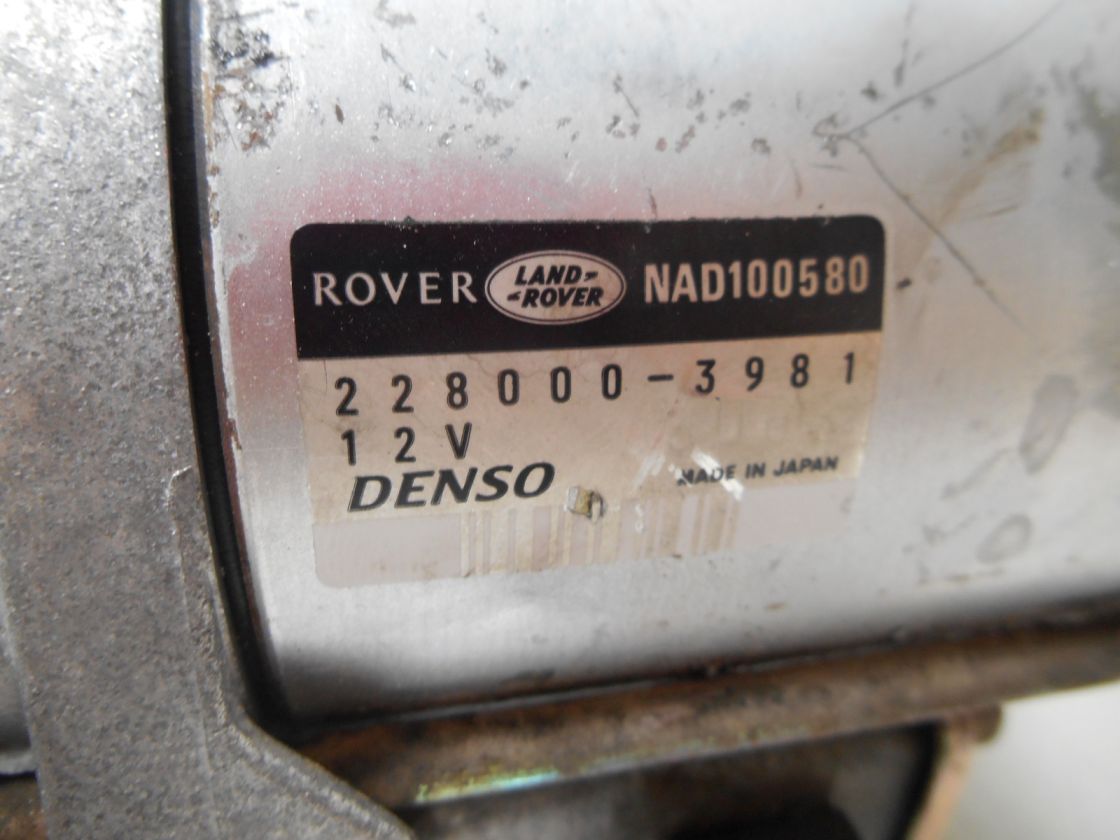 ROVER LAND-ROVER NAD100580
228000-3981
12V
DENSO MADE IN JAPAN